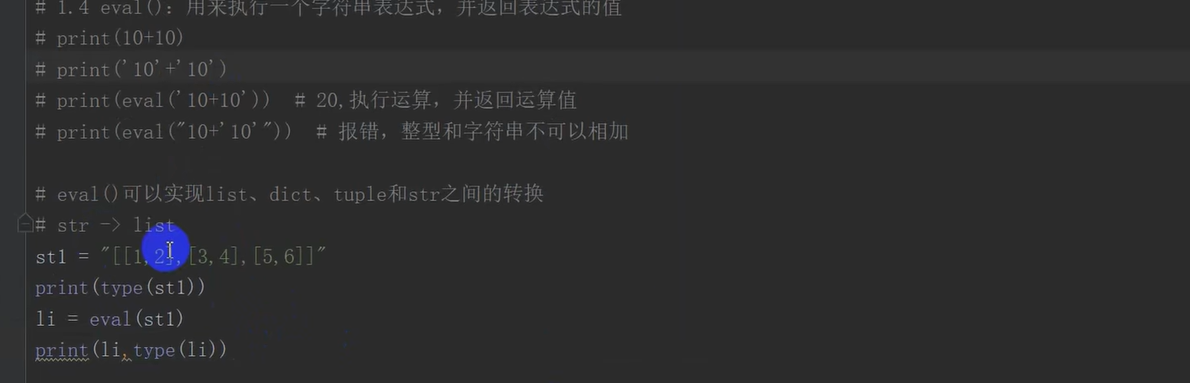 # 1.4 eval(): 用来执行一个字符串表达式，并返回表达式的值
# print(10+10)
# print('10'+'10')
# print(eval('10+10'))  # 20,执行运算，并返回运算值
# print(eval("10+'10'"))  # 报错，整型和字符串不可以相加
# eval()可以实现list、dict、tuple和str之间的转换
# str -> list
st1 = "[[1,2],[3,4],[5,6]]"
print(type(st1))
li = eval(st1)
print(li,type(li))